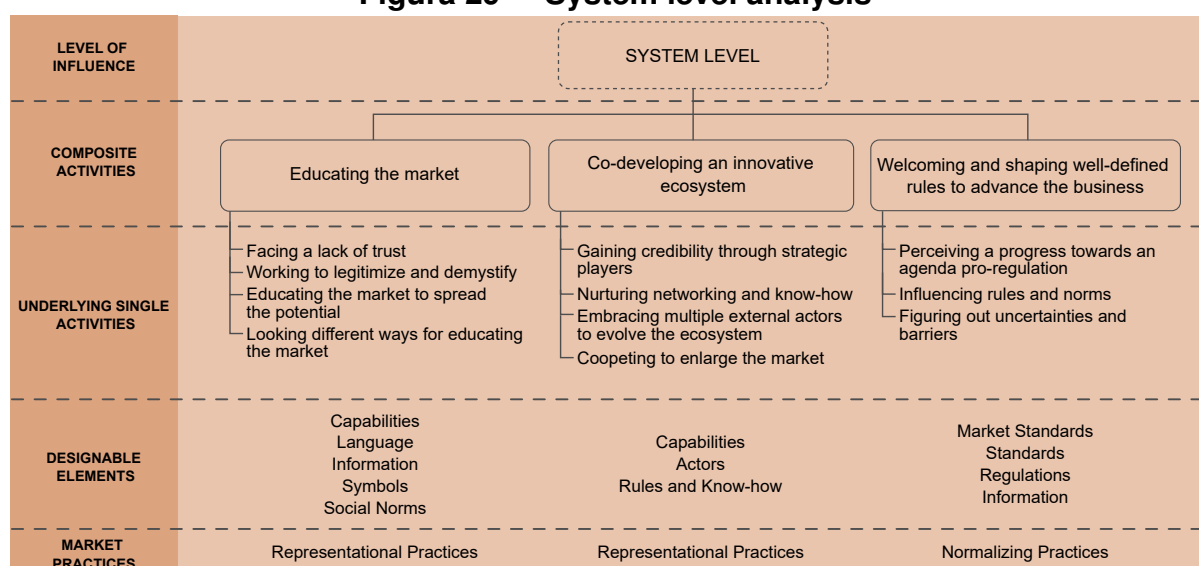 LEVEL OF
INFLUENCE
SYSTEM LEVEL
COMPOSITE
ACTIVITIES
Educating the market
Co-developing an innovative
ecosystem
Welcoming and shaping well-defined
rules to advance the business
UNDERLYING SINGLE
ACTIVITIES
Facing a lack of trust
Working to legitimize and demystify
Educating the market to spread
the potential
Looking different ways for educating
the market
Gaining credibility through strategic
players
Nurturing networking and know-how
Embracing multiple external actors
to evolve the ecosystem
Coopeting to enlarge the market
Perceiving a progress towards an
agenda pro-regulation
Influencing rules and norms
Figuring out uncertainties and
barriers
DESIGNABLE
ELEMENTS
Capabilities
Language
Information
Symbols
Social Norms
Capabilities
Actors
Rules and Know-how
Market Standards
Standards
Regulations
Information
MARKET
PRACTICES
Representational Practices
Representational Practices
Normalizing Practices